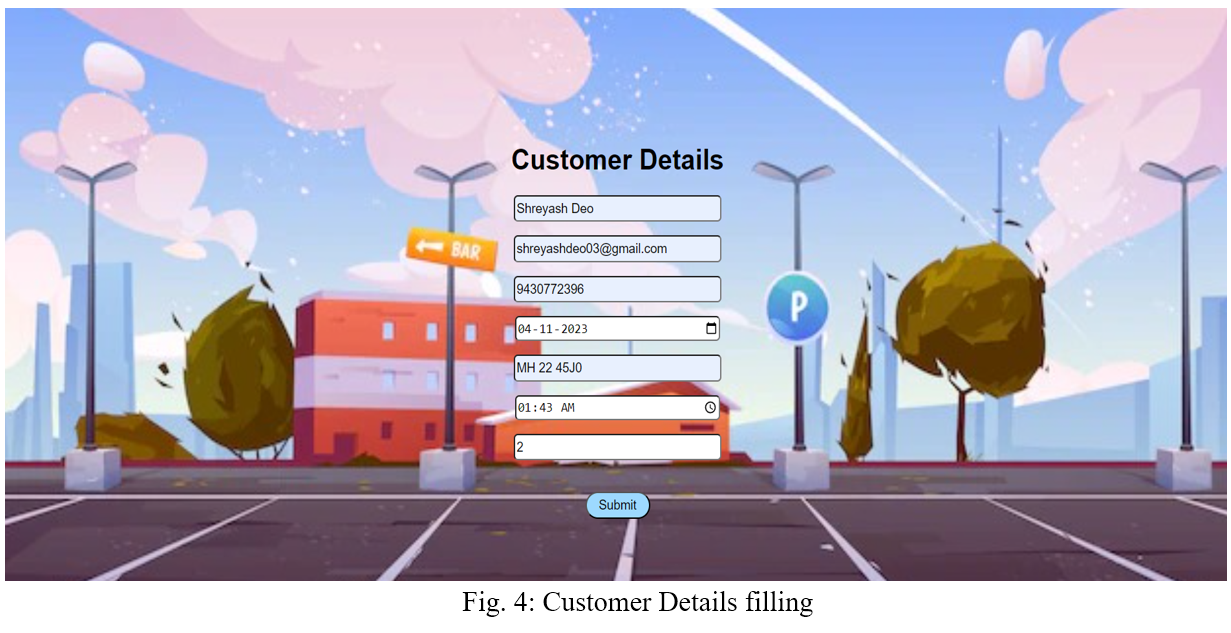 Customer Details
Shreyash Deo
BAR
shreyashdeo03@gmail.com
9430772396
P
04-11-2023
MH 22 45J0
01:43 AM
2
Submit
Fig. 4: Customer Details filling